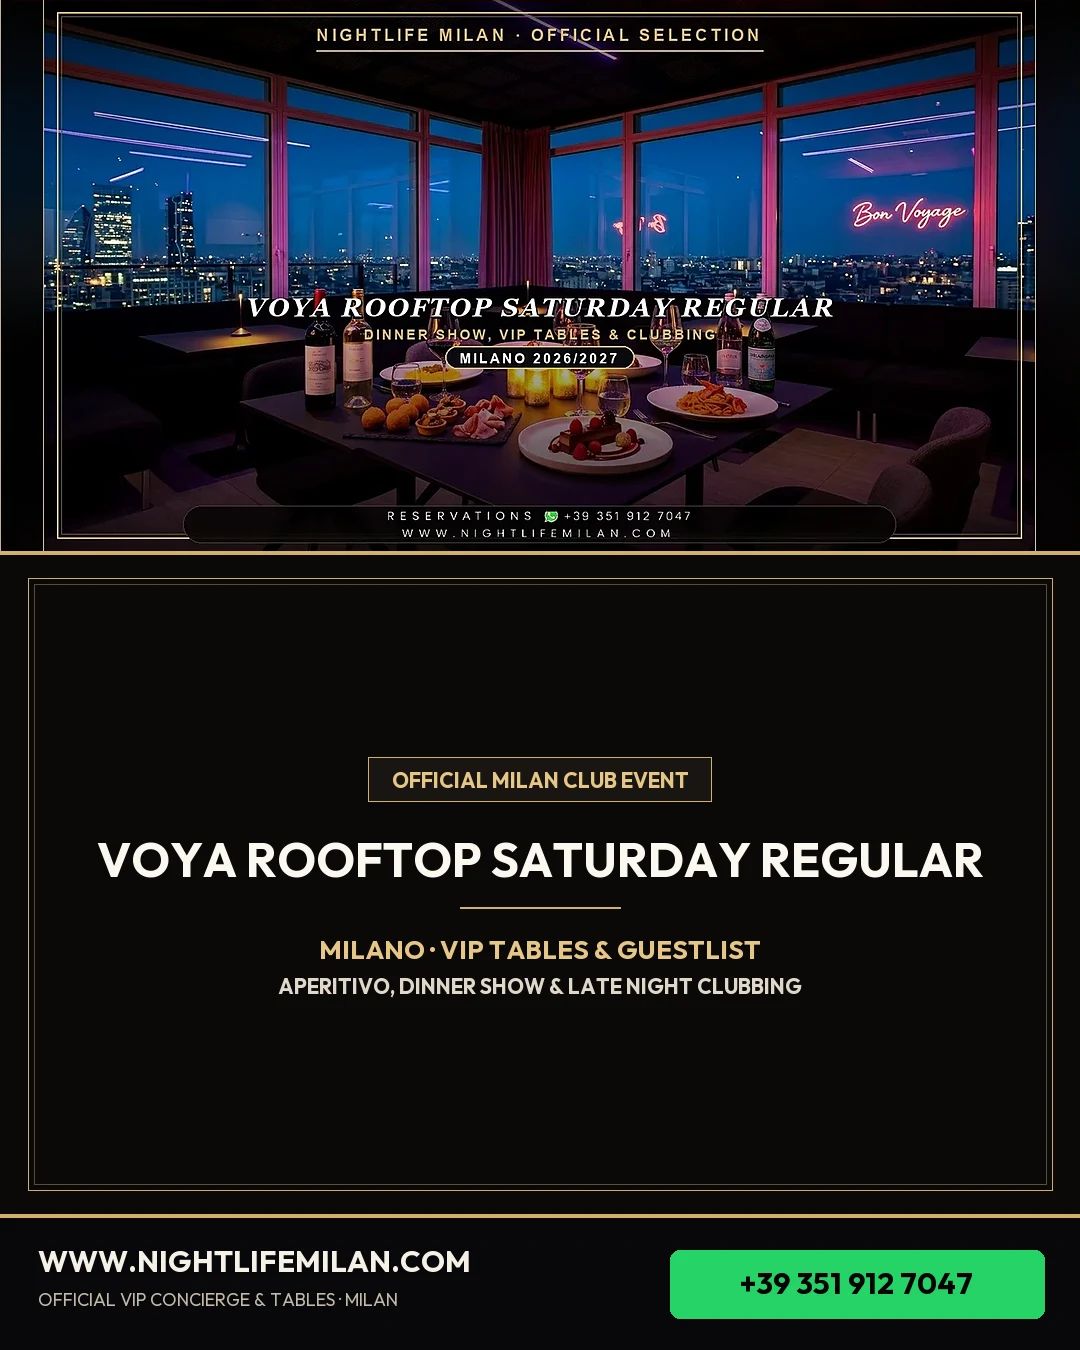 NIGHTLIFE MILAN · OFFICIAL SELECTION
Bon Voyage
VOYA ROOFTOP SATURDAY REGULAR
DINNER SHOW, VIP TABLES & CLUBBING
MILANO 2026/2027
RESERVATIONS +39 351 912 7047
WWW.NIGHTLIFEMILAN.COM
OFFICIAL MILAN CLUB EVENT
VOYA ROOFTOP SATURDAY REGULAR
MILANO · VIP TABLES & GUESTLIST
APERITIVO, DINNER SHOW & LATE NIGHT CLUBBING
WWW.NIGHTLIFEMILAN.COM
+39 351 912 7047
OFFICIAL VIP CONCIERGE & TABLES · MILAN